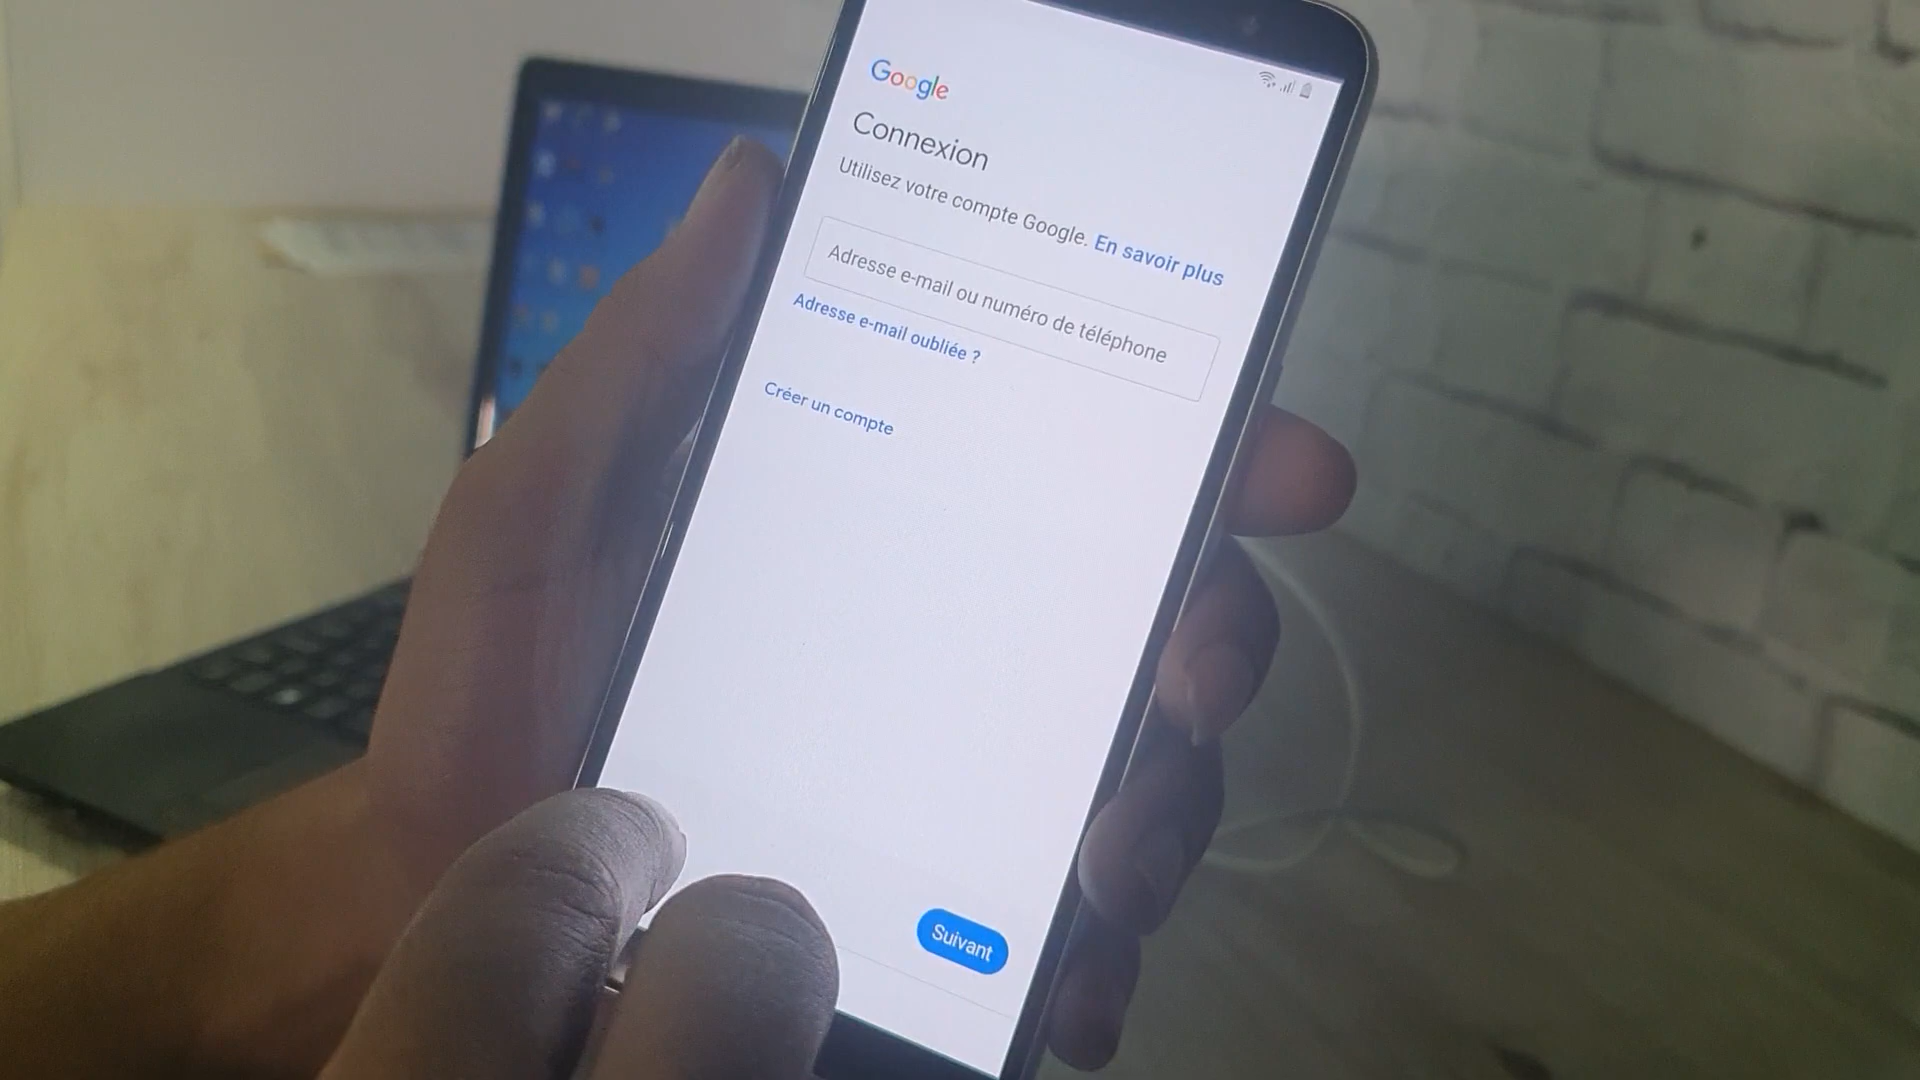 Google
Connexion
Utilisez votre compte Google. En savoir plus
Adresse e-mail ou numéro de téléphone
Adresse e-mail oubliée ?
Créer un compte
Suivant